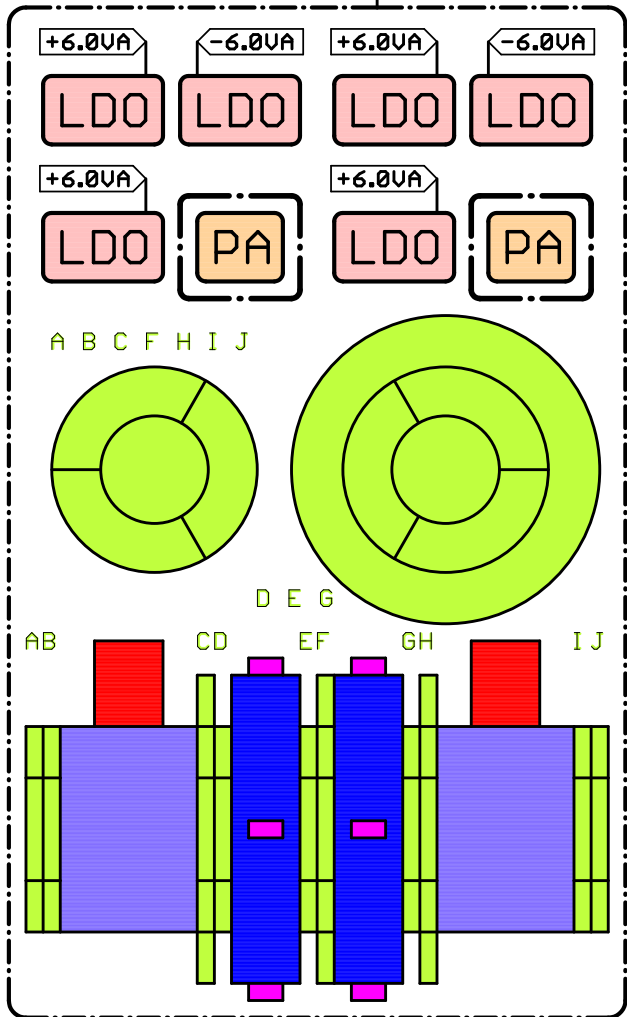 +6.0VA -6.0VA +6.0VA -6.0VA
LDO LDO LDO LDO
+6.0VA +6.0VA
LDO PA LDO PA
A B C F H I J
D E G
AB CD EF GH IJ